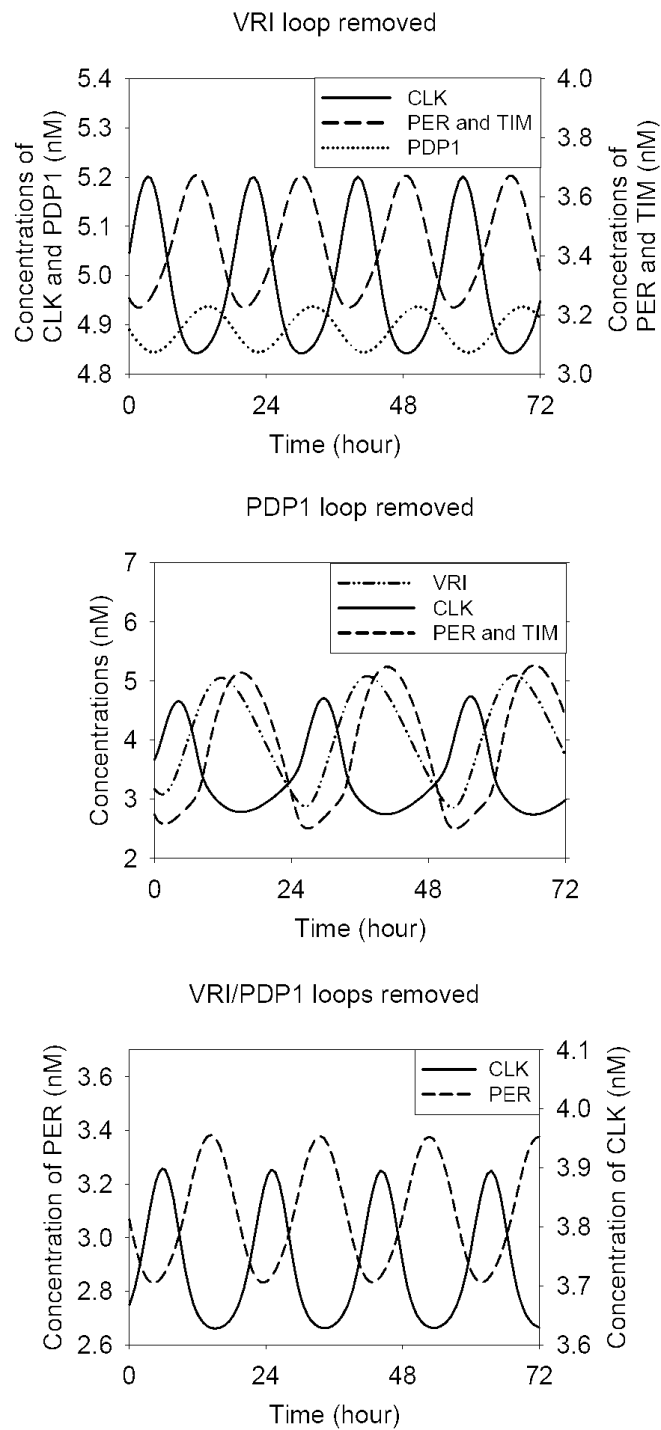 VRI loop removed
Concentrations of
CLK and PDP1 (nM)
5.4
5.3
5.2
5.1
5.0
4.9
4.8
CLK
PER and TIM
PDP1
4.0
3.8
3.6
3.4
3.2
3.0
Concetrations of
PER and TIM (nM)
0
24
48
72
Time (hour)
PDP1 loop removed
Concentrations (nM)
7
6
5
4
3
2
VRI
CLK
PER and TIM
0
24
48
72
Time (hour)
VRI/PDP1 loops removed
Concentration of PER (nM)
3.6
3.4
3.2
3.0
2.8
2.6
CLK
PER
4.1
4.0
3.9
3.8
3.7
3.6
Concentration of CLK (nM)
0
24
48
72
Time (hour)